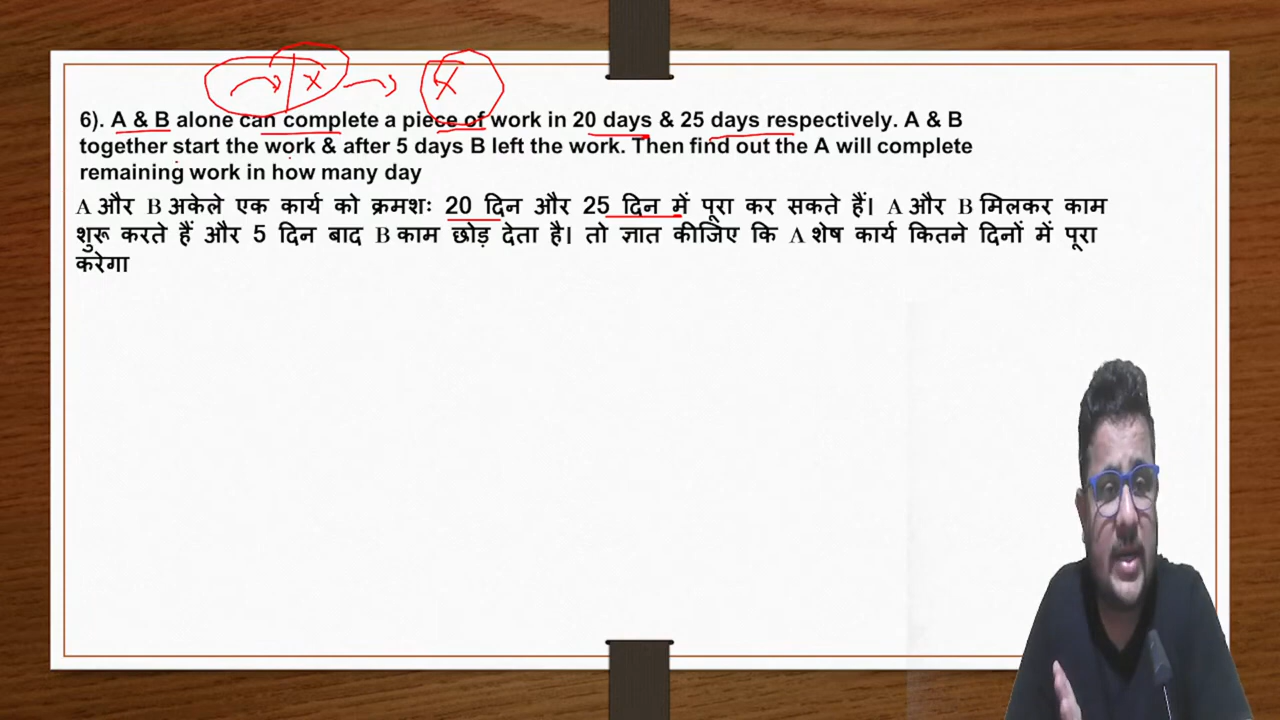 6). A & B alone can complete a piece of work in 20 days & 25 days respectively. A & B
together start the work & after 5 days B left the work. Then find out the A will complete
remaining work in how many day
A और B अकेले एक कार्य को क्रमशः 20 दिन और 25 दिन में पूरा कर सकते हैं। A और B मिलकर काम
शुरू करते हैं और 5 दिन बाद B काम छोड़ देता है। तो ज्ञात कीजिए कि A शेष कार्य कितने दिनों में पूरा
करेगा